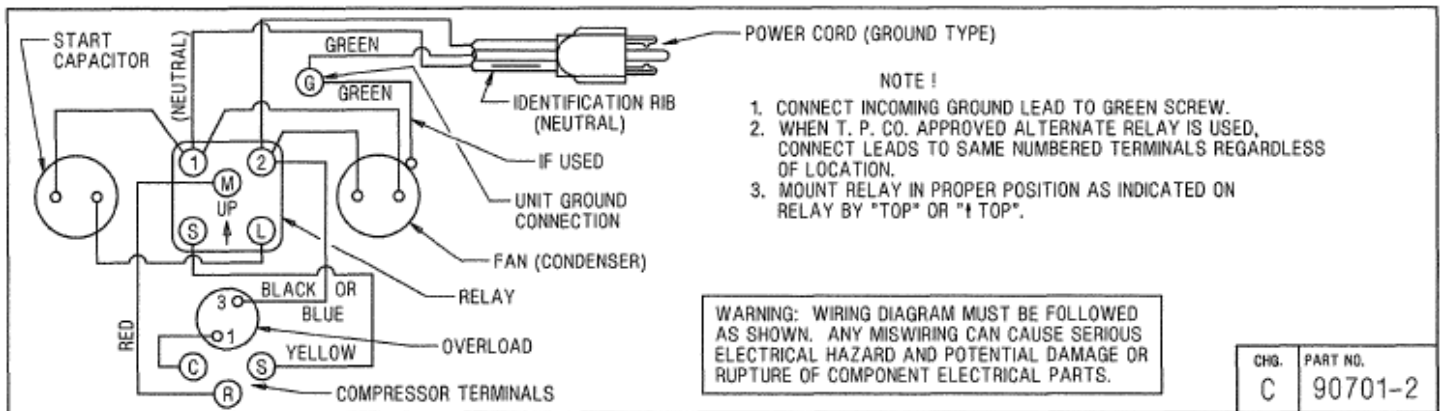 START
CAPACITOR
(NEUTRAL)
GREEN
G
GREEN
POWER CORD (GROUND TYPE)
IDENTIFICATION RIB
(NEUTRAL)
IF USED
UNIT GROUND
CONNECTION
FAN (CONDENSER)
RELAY
1
2
M
UP
S
L
BLACK OR
BLUE
3
1
OVERLOAD
RED
YELLOW
C
S
R
COMPRESSOR TERMINALS
NOTE !
1. CONNECT INCOMING GROUND LEAD TO GREEN SCREW.
2. WHEN T. P. CO. APPROVED ALTERNATE RELAY IS USED,
CONNECT LEADS TO SAME NUMBERED TERMINALS REGARDLESS
OF LOCATION.
3. MOUNT RELAY IN PROPER POSITION AS INDICATED ON
RELAY BY "TOP" OR "↑ TOP".
WARNING: WIRING DIAGRAM MUST BE FOLLOWED
AS SHOWN. ANY MISWIRING CAN CAUSE SERIOUS
ELECTRICAL HAZARD AND POTENTIAL DAMAGE OR
RUPTURE OF COMPONENT ELECTRICAL PARTS.
CHG.
C
PART NO.
90701-2